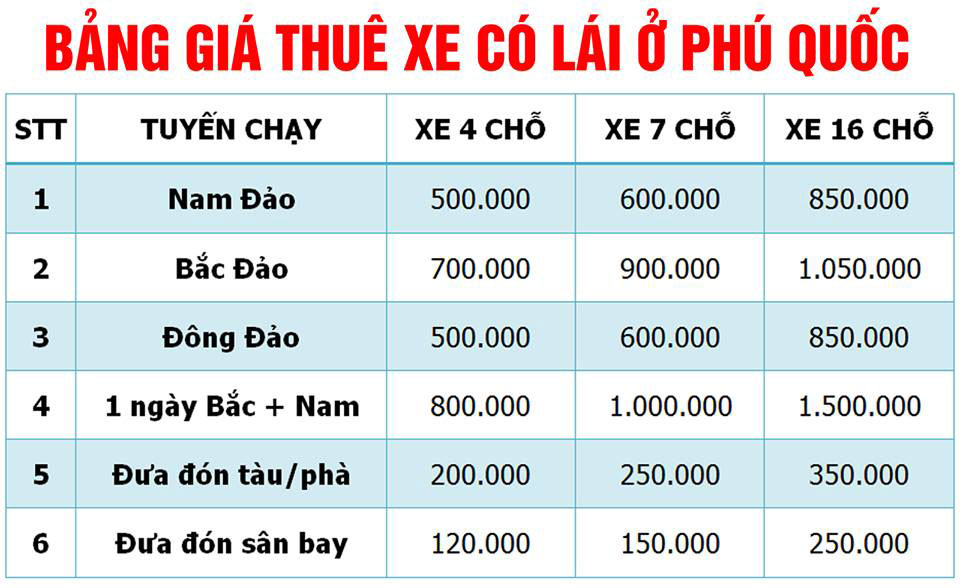 BẢNG GIÁ THUÊ XE CÓ LÁI Ở PHÚ QUỐC
STT TUYẾN CHẠY XE 4 CHỖ XE 7 CHỖ XE 16 CHỖ
1 Nam Đảo 500.000 600.000 850.000
2 Bắc Đảo 700.000 900.000 1.050.000
3 Đông Đảo 500.000 600.000 850.000
4 1 ngày Bắc + Nam 800.000 1.000.000 1.500.000
5 Đưa đón tàu/phà 200.000 250.000 350.000
6 Đưa đón sân bay 120.000 150.000 250.000